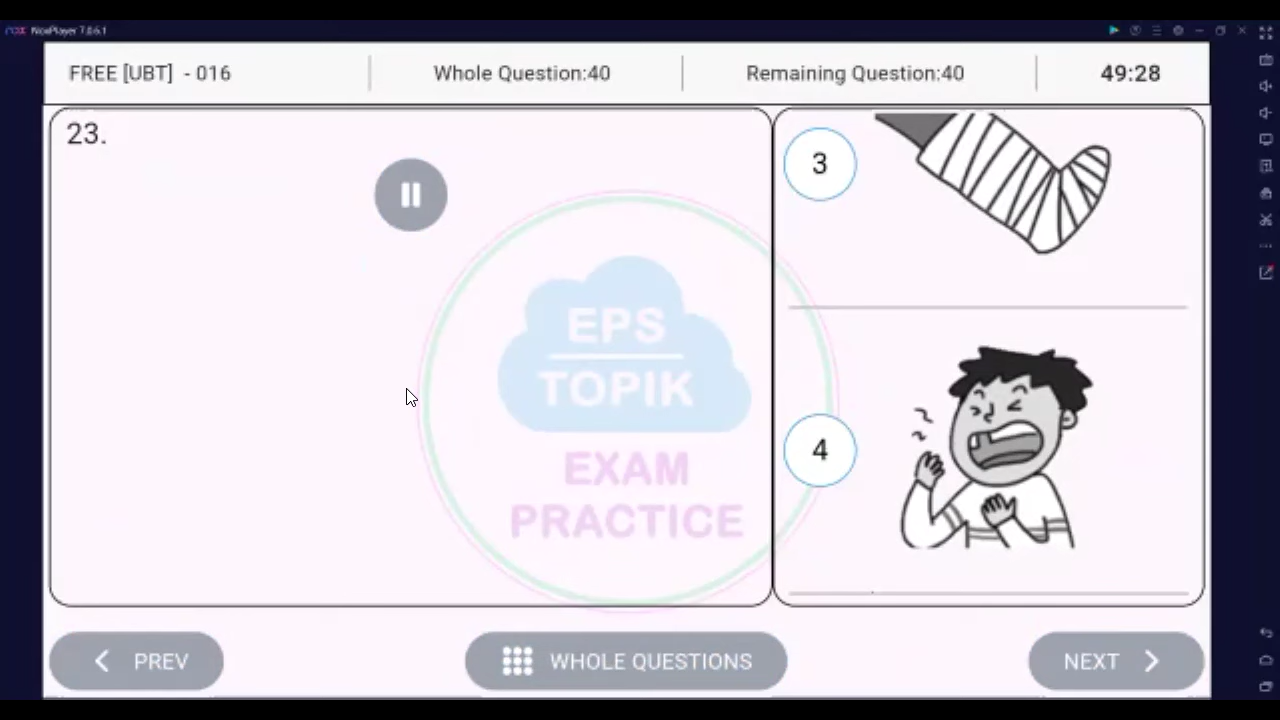 NoxPlayer 7.0.6.1
FREE [UBT] - 016
Whole Question:40
Remaining Question:40
49:28
23.
3
4
EPS
TOPIK
EXAM
PRACTICE
PREV
WHOLE QUESTIONS
NEXT